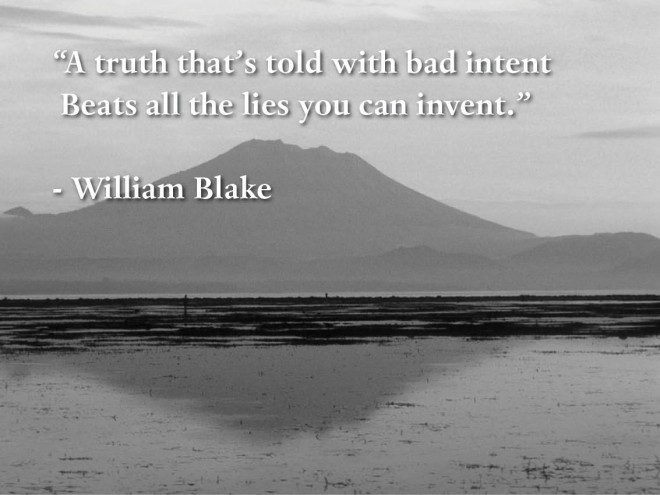 “A truth that’s told with bad intent
Beats all the lies you can invent.”
- William Blake